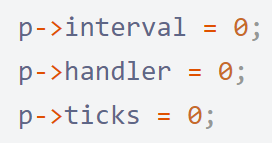 p->interval = 0;
p->handler = 0;
p->ticks = 0;